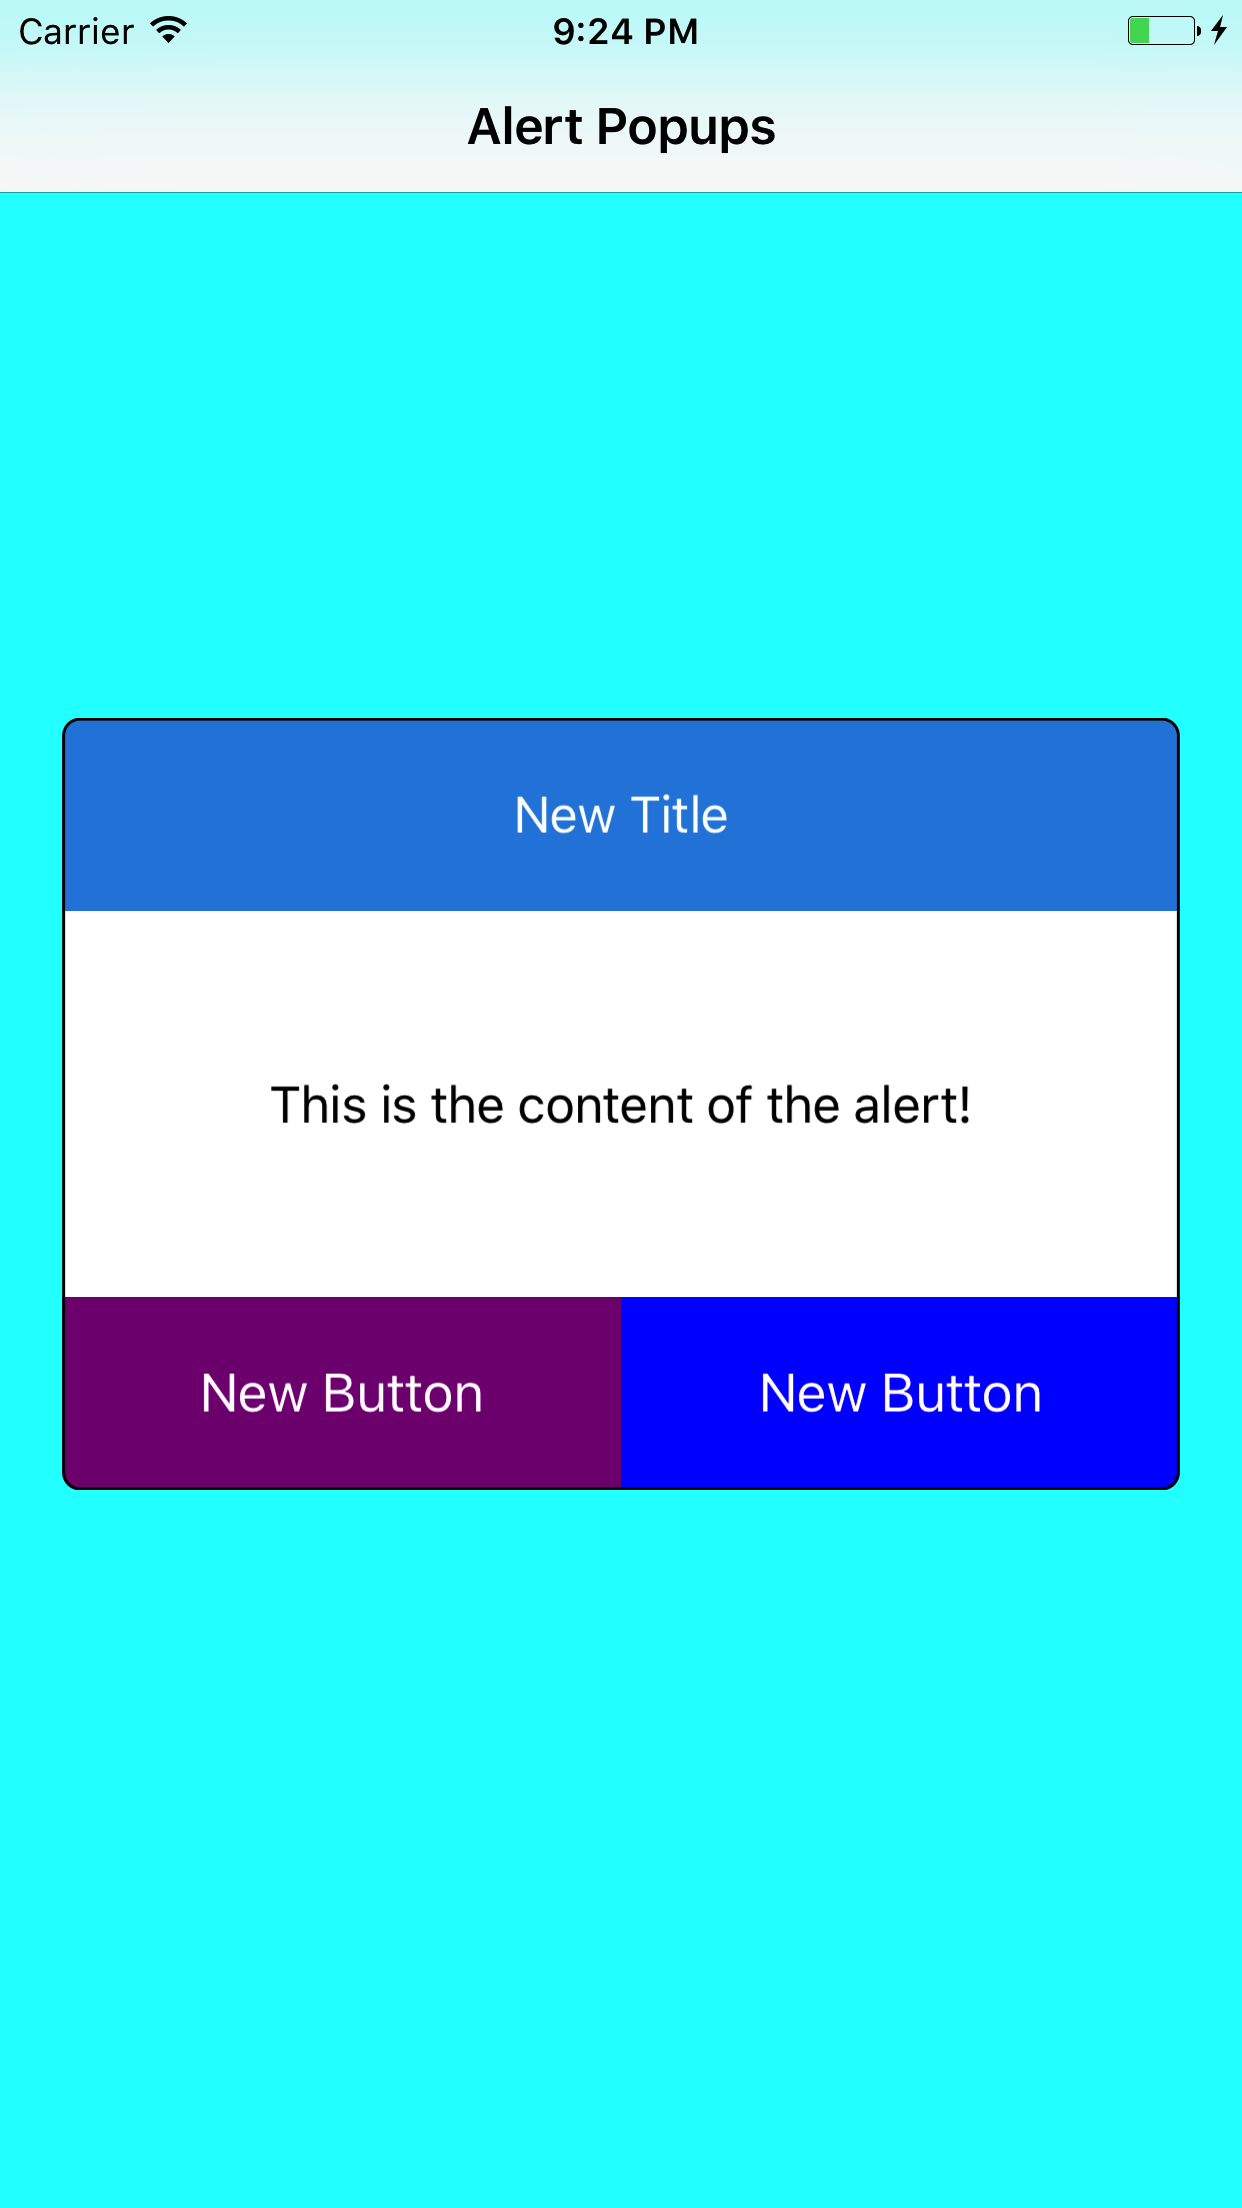 Carrier 9:24 PM
Alert Popups
New Title
This is the content of the alert!
New Button New Button